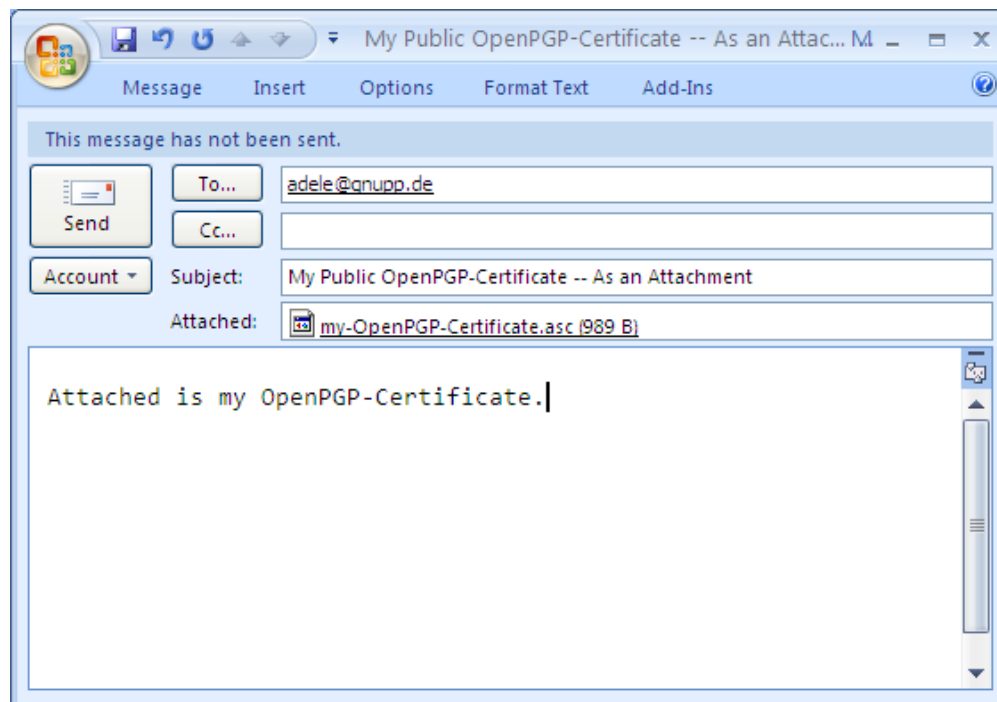 My Public OpenPGP-Certificate -- As an Attac... M
Message Insert Options Format Text Add-Ins
This message has not been sent.
Send
To... adele@gnupp.de
Cc...
Account Subject: My Public OpenPGP-Certificate -- As an Attachment
Attached: my-OpenPGP-Certificate.asc (989 B)
Attached is my OpenPGP-Certificate.